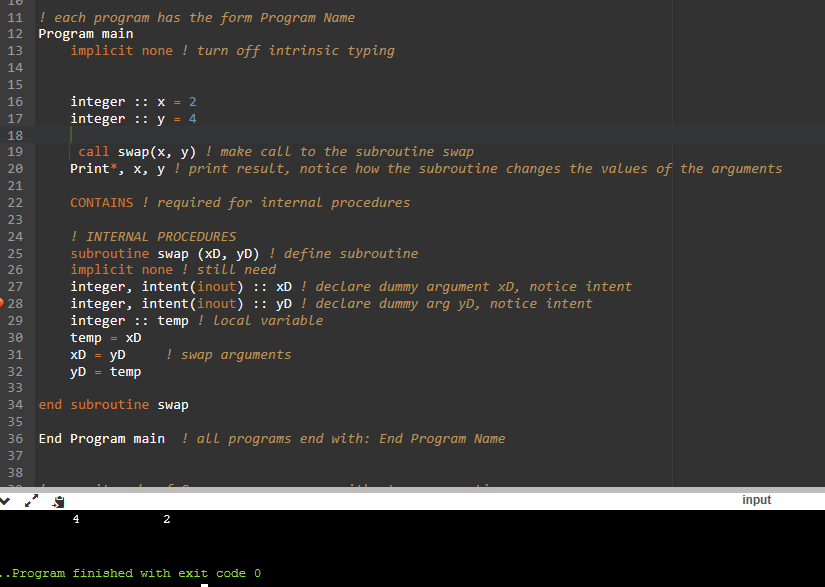 10
11 ! each program has the form Program Name
12 Program main
13 implicit none ! turn off intrinsic typing
14
15
16 integer :: x = 2
17 integer :: y = 4
18
19 call swap(x, y) ! make call to the subroutine swap
20 Print*, x, y ! print result, notice how the subroutine changes the values of the arguments
21
22 CONTAINS ! required for internal procedures
23
24 ! INTERNAL PROCEDURES
25 subroutine swap (xD, yD) ! define subroutine
26 implicit none ! still need
27 integer, intent(inout) :: xD ! declare dummy argument xD, notice intent
28 integer, intent(inout) :: yD ! declare dummy arg yD, notice intent
29 integer :: temp ! local variable
30 temp = xD
31 xD = yD ! swap arguments
32 yD = temp
33
34 end subroutine swap
35
36 End Program main ! all programs end with: End Program Name
37
38
input
4 2
..Program finished with exit code 0